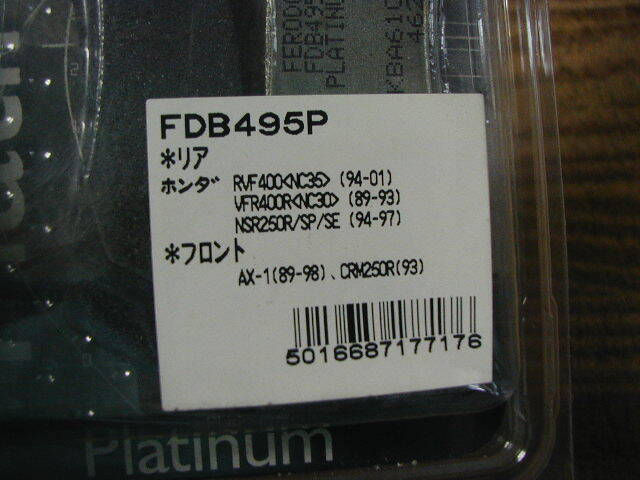 FDB495P
*リア
ホンダ RVF400<NC35> (94-01)
VFR400R<NC30> (89-93)
NSR250R/SP/SE (94-97)
*フロント
AX-1(89-98)、CRM250R(93)
5016687177176
Platinum